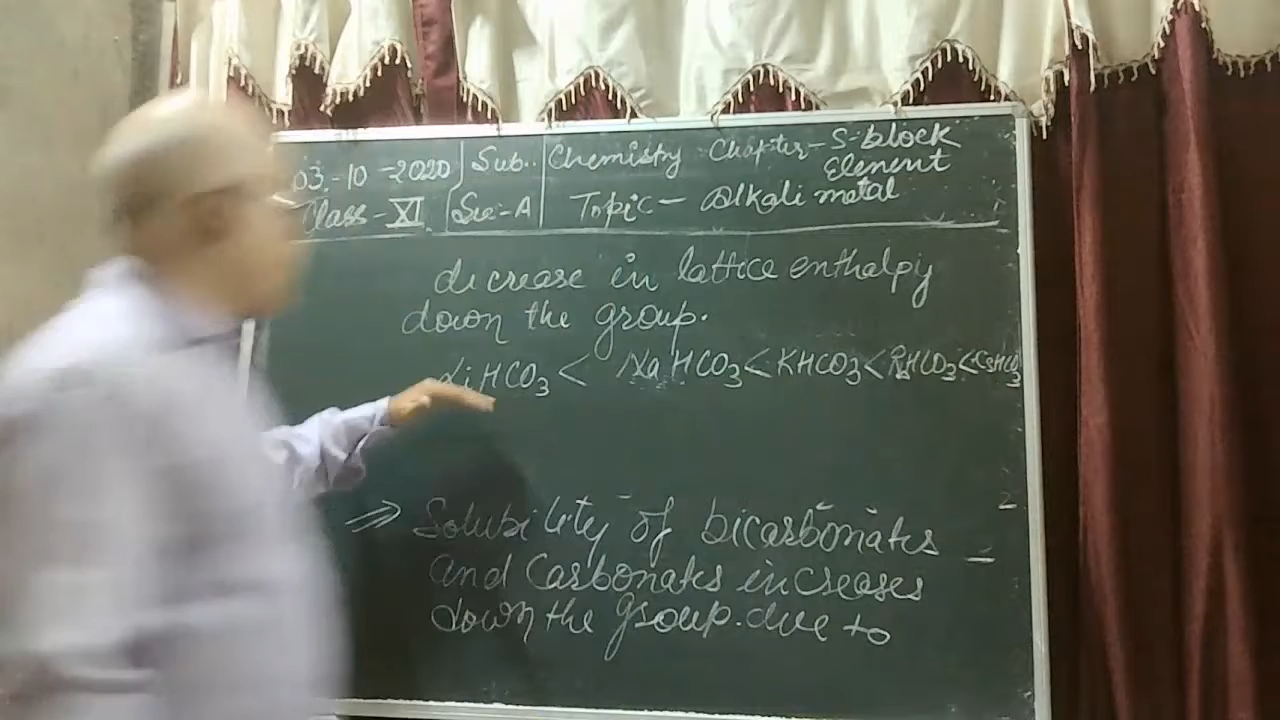 03.-10-2020 Sub.. Chemistry Chapter- S-block
Element
Class-XI Sec-A Topic- Alkali metal
decrease in lattice enthalpy
down the group.
LiHCO3 < NaHCO3 < KHCO3 < RbHCO3 < CsHCO3
⇒ Solubility of bicarbonates
and Carbonates increases
down the group. due to